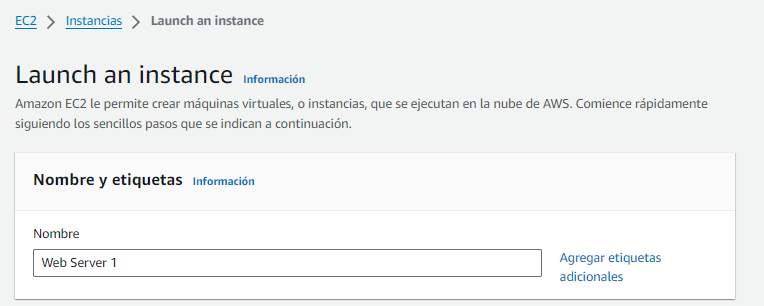 EC2 > Instancias > Launch an instance
Launch an instance Información
Amazon EC2 le permite crear máquinas virtuales, o instancias, que se ejecutan en la nube de AWS. Comience rápidamente
siguiendo los sencillos pasos que se indican a continuación.
Nombre y etiquetas Información
Nombre
Web Server 1
Agregar etiquetas
adicionales